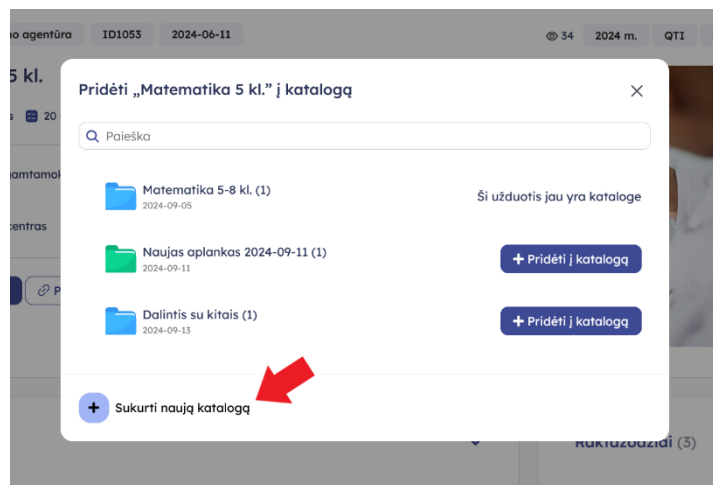 no agentūra ID1053 2024-06-11 34 2024 m. QTI
5 kl.
Pridėti „Matematika 5 kl.” į katalogą
20
Paieška
Matematika 5-8 kl. (1)
2024-09-05
Ši užduotis jau yra kataloge
Naujas aplankas 2024-09-11 (1)
2024-09-11
+ Pridėti į katalogą
centras
Dalintis su kitais (1)
2024-09-13
+ Pridėti į katalogą
+ Sukurti naują katalogą
(3)